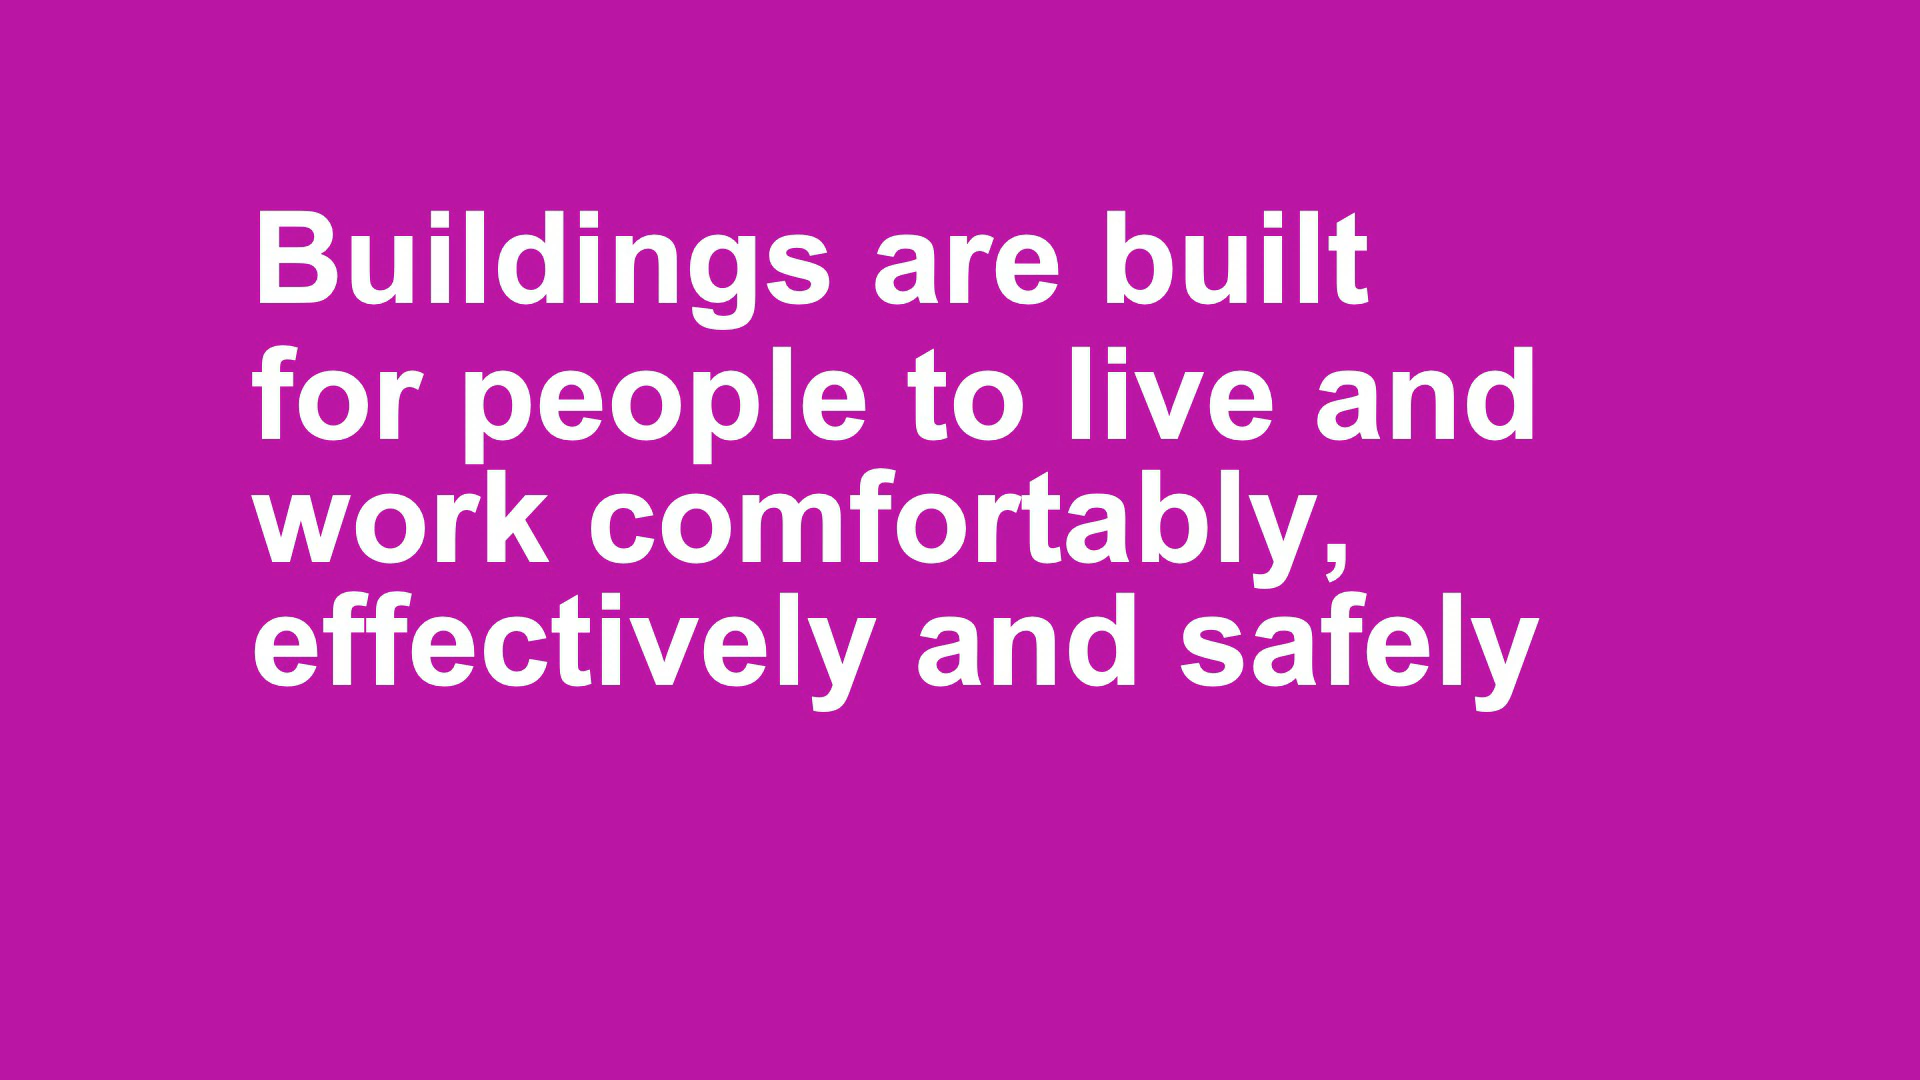 Buildings are built
for people to live and
work comfortably,
effectively and safely